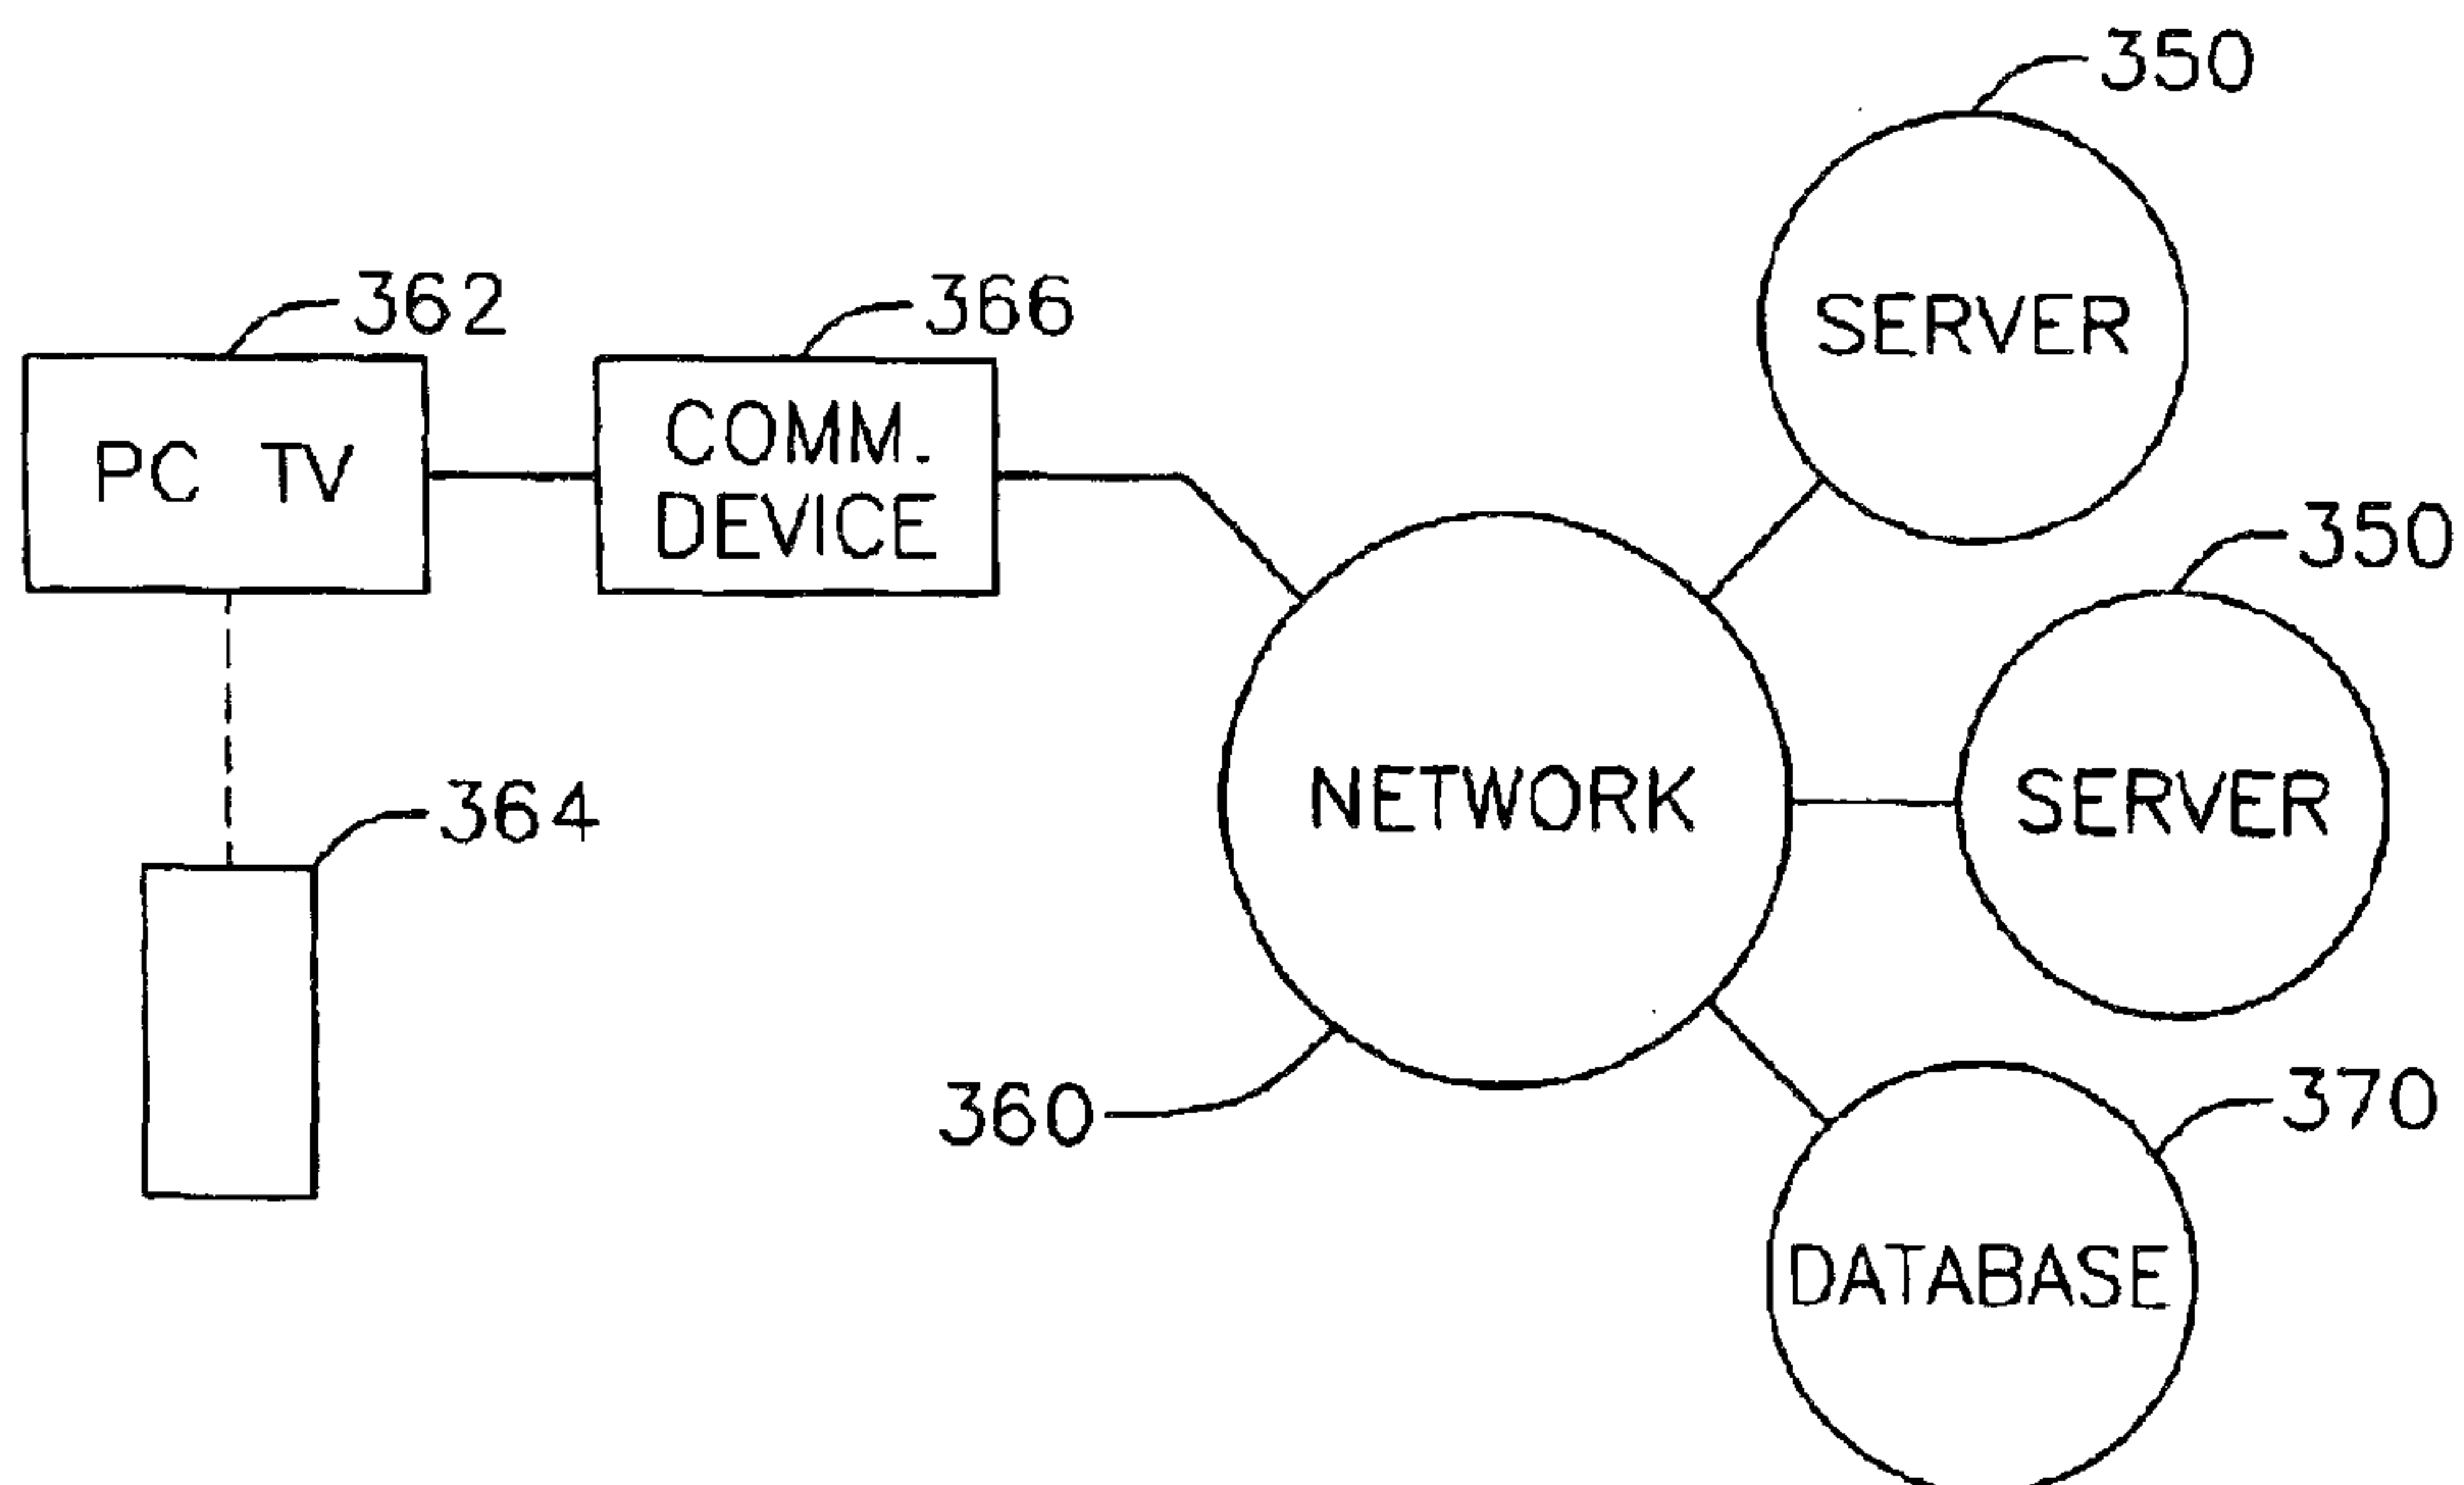 350
SERVER
362
366
PC TV
COMM.
DEVICE
350
SERVER
NETWORK
364
360
370
DATABASE